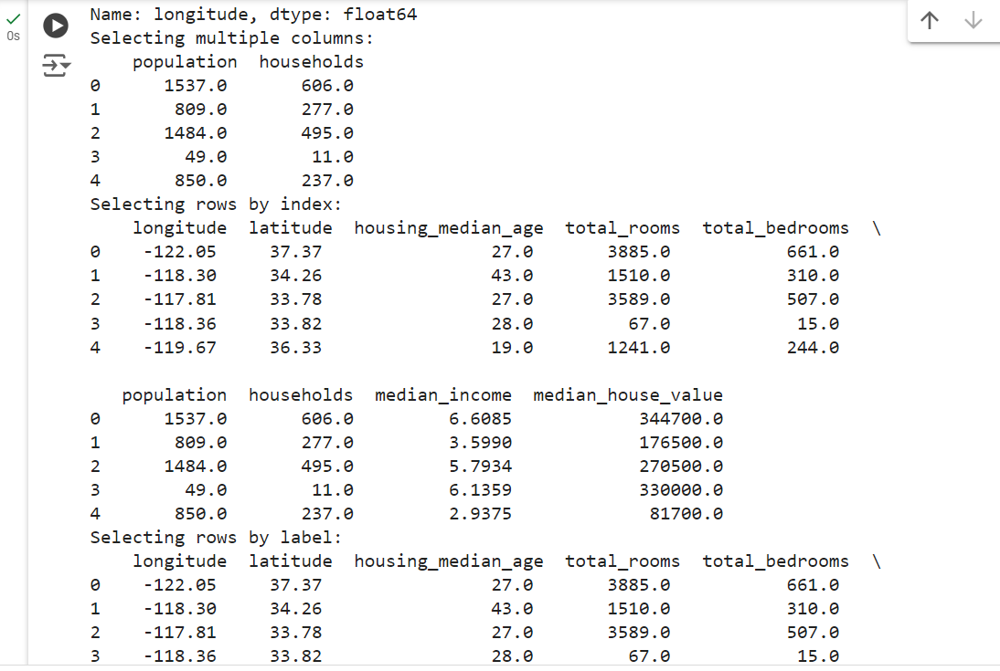 Name: longitude, dtype: float64
0s
Selecting multiple columns:
population households
0 1537.0 606.0
1 809.0 277.0
2 1484.0 495.0
3 49.0 11.0
4 850.0 237.0
Selecting rows by index:
longitude latitude housing_median_age total_rooms total_bedrooms \
0 -122.05 37.37 27.0 3885.0 661.0
1 -118.30 34.26 43.0 1510.0 310.0
2 -117.81 33.78 27.0 3589.0 507.0
3 -118.36 33.82 28.0 67.0 15.0
4 -119.67 36.33 19.0 1241.0 244.0
population households median_income median_house_value
0 1537.0 606.0 6.6085 344700.0
1 809.0 277.0 3.5990 176500.0
2 1484.0 495.0 5.7934 270500.0
3 49.0 11.0 6.1359 330000.0
4 850.0 237.0 2.9375 81700.0
Selecting rows by label:
longitude latitude housing_median_age total_rooms total_bedrooms \
0 -122.05 37.37 27.0 3885.0 661.0
1 -118.30 34.26 43.0 1510.0 310.0
2 -117.81 33.78 27.0 3589.0 507.0
3 -118.36 33.82 28.0 67.0 15.0